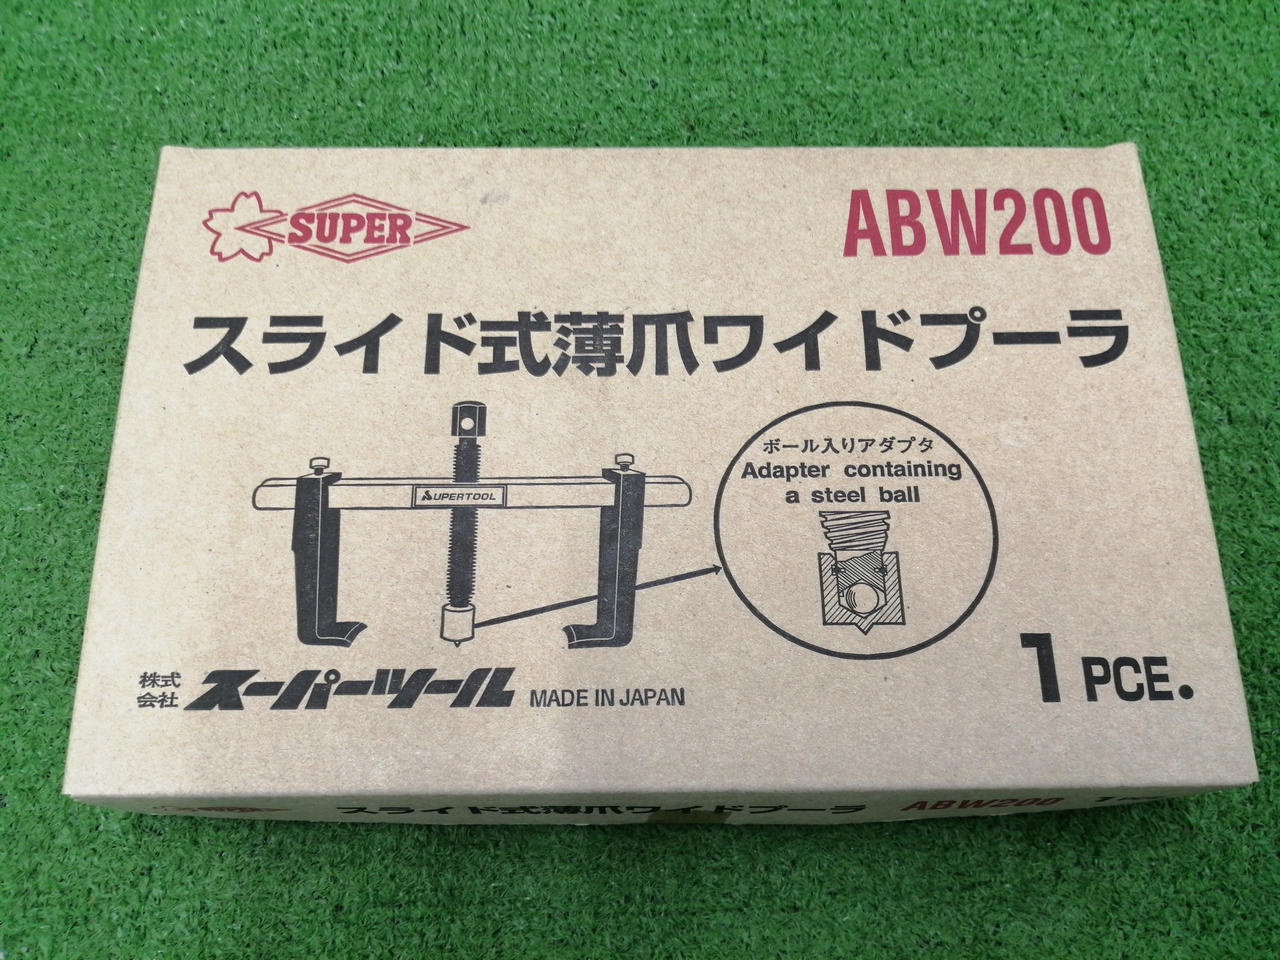 SUPER
ABW200
スライド式薄爪ワイドプーラ
SUPERTOOL
ボール入りアダプタ
Adapter containing
a steel ball
株式
会社
スーパーツール MADE IN JAPAN
1 PCE.
スライド式薄爪ワイドプーラ ABW200